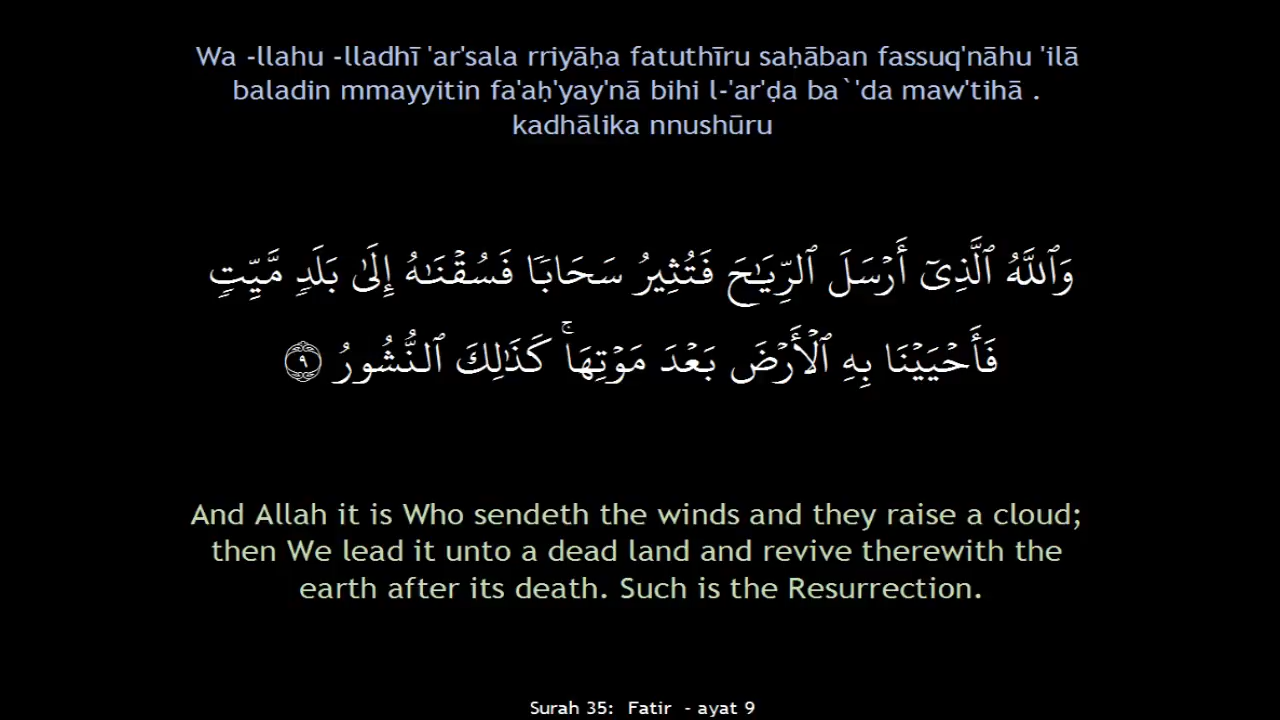 Wa -llahu -lladhī 'ar'sala rriyāḥa fatuthīru saḥāban fassuq'nāhu 'ilā
baladin mmayyitin fa'aḥ'yay'nā bihi l-'ar'ḍa ba`'da maw'tihā .
kadhālika nnushūru
وَٱللَّهُ ٱلَّذِىٓ أَرْسَلَ ٱلرِّيَـٰحَ فَتُثِيرُ سَحَابًا فَسُقْنَـٰهُ إِلَىٰ بَلَدٍ مَّيِّتٍ
فَأَحْيَيْنَا بِهِ ٱلْأَرْضَ بَعْدَ مَوْتِهَا ۚ كَذَٰلِكَ ٱلنُّشُورُ ٩
And Allah it is Who sendeth the winds and they raise a cloud;
then We lead it unto a dead land and revive therewith the
earth after its death. Such is the Resurrection.
Surah 35: Fatir - ayat 9